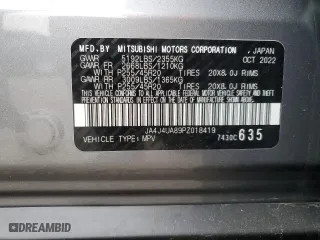 MFD.BY MITSUBISHI MOTORS CORPORATION, JAPAN
GVWR 5192LBS/2355KG OCT 2022
GAWR FR 2668LBS/1210KG
WITH P255/45R20 TIRES 20X8.0J RIMS
GAWR RR 3009LBS/1365KG
WITH P255/45R20 TIRES 20X8.0J RIMS
THIS VEHICLE CONFORMS TO ALL APPLICABLE FEDERAL MOTOR VEHICLE SAFETY AND THEFT PREVENTION STANDARDS IN EFFECT ON THE DATE OF MANUFACTURE SHOWN ABOVE.
JA4J4UA89PZ018419
VEHICLE TYPE: MPV 7430C 635